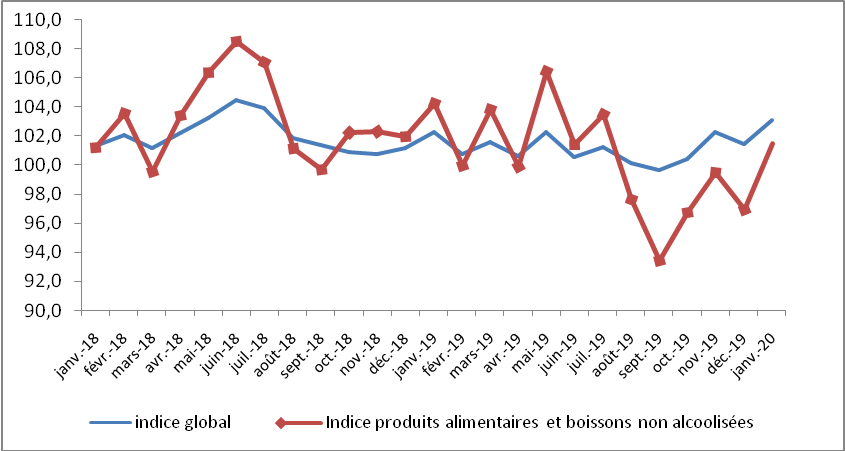 110,0
108,0
106,0
104,0
102,0
100,0
98,0
96,0
94,0
92,0
90,0
janv.-18
févr.-18
mars-18
avr.-18
mai-18
juin-18
juil.-18
août-18
sept.-18
oct.-18
nov.-18
déc.-18
janv.-19
févr.-19
mars-19
avr.-19
mai-19
juin-19
juil.-19
août-19
sept.-19
oct.-19
nov.-19
déc.-19
janv.-20
indice global
Indice produits alimentaires et boissons non alcoolisées